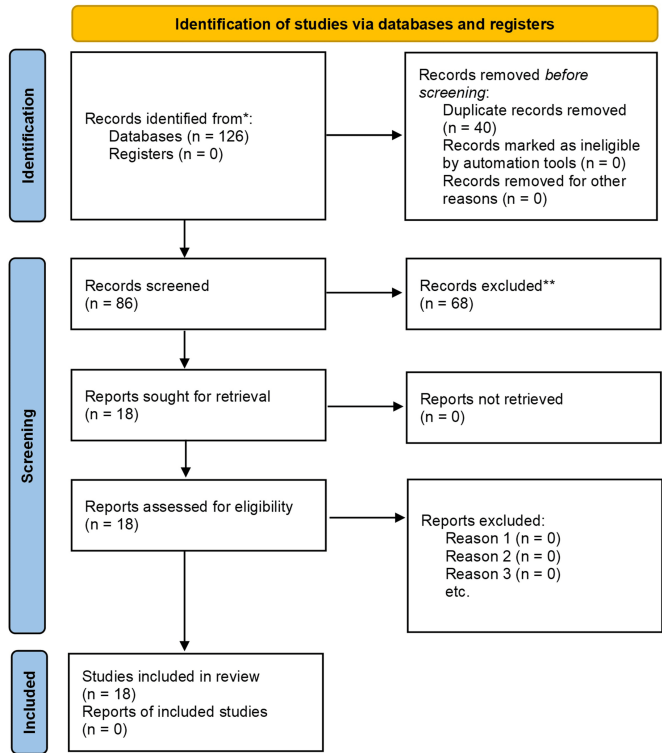 Identification of studies via databases and registers
Identification
Records identified from*:
Databases (n = 126)
Registers (n = 0)
Records removed before
screening:
Duplicate records removed
(n = 40)
Records marked as ineligible
by automation tools (n = 0)
Records removed for other
reasons (n = 0)
Screening
Records screened
(n = 86)
Records excluded**
(n = 68)
Reports sought for retrieval
(n = 18)
Reports not retrieved
(n = 0)
Reports assessed for eligibility
(n = 18)
Reports excluded:
Reason 1 (n = 0)
Reason 2 (n = 0)
Reason 3 (n = 0)
etc.
Included
Studies included in review
(n = 18)
Reports of included studies
(n = 0)